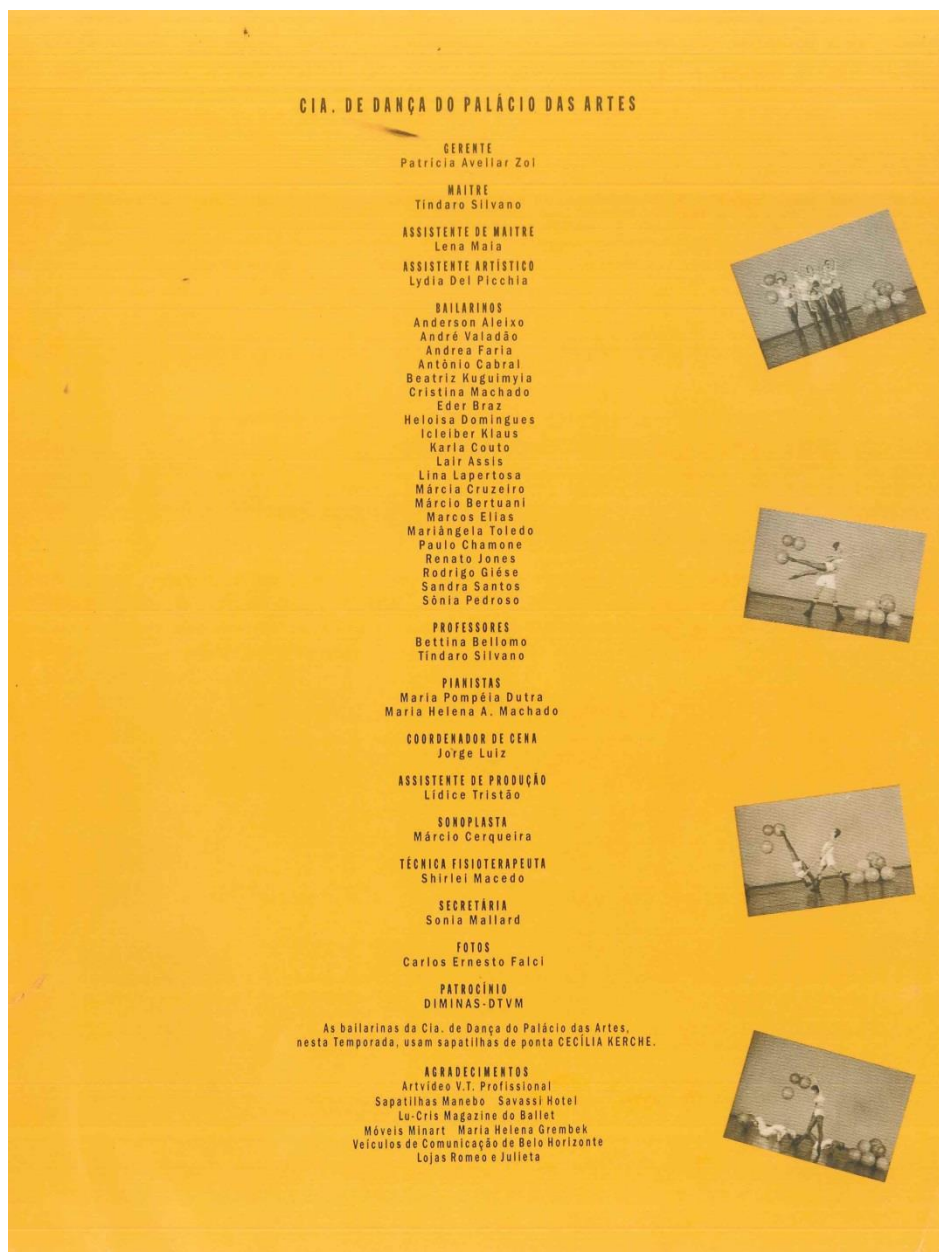 CIA. DE DANÇA DO PALÁCIO DAS ARTES
GERENTE
Patrícia Avellar Zol
MAITRE
Tíndaro Silvano
ASSISTENTE DE MAITRE
Lena Maia
ASSISTENTE ARTÍSTICO
Lydia Del Picchia
BAILARINOS
Anderson Aleixo
André Valadão
Andrea Faria
Antônio Cabral
Beatriz Kuguimyia
Cristina Machado
Eder Braz
Heloisa Domingues
Icleiber Klaus
Karla Couto
Lair Assis
Lina Lapertosa
Márcia Cruzeiro
Márcio Bertuani
Marcos Elias
Mariângela Toledo
Paulo Chamone
Renato Jones
Rodrigo Giése
Sandra Santos
Sônia Pedroso
PROFESSORES
Bettina Bellomo
Tíndaro Silvano
PIANISTAS
Maria Pompéia Dutra
Maria Helena A. Machado
COORDENADOR DE CENA
Jorge Luiz
ASSISTENTE DE PRODUÇÃO
Lídice Tristão
SONOPLASTA
Márcio Cerqueira
TÉCNICA FISIOTERAPEUTA
Shirlei Macedo
SECRETÁRIA
Sonia Mallard
FOTOS
Carlos Ernesto Falci
PATROCÍNIO
DIMINAS-DTVM
As bailarinas da Cia. de Dança do Palácio das Artes,
nesta Temporada, usam sapatilhas de ponta CECÍLIA KERCHE.
AGRADECIMENTOS
Artvídeo V.T. Profissional
Sapatilhas Manebo Savassi Hotel
Lu-Cris Magazine do Ballet
Móveis Minart Maria Helena Grembek
Veículos de Comunicação de Belo Horizonte
Lojas Romeo e Julieta